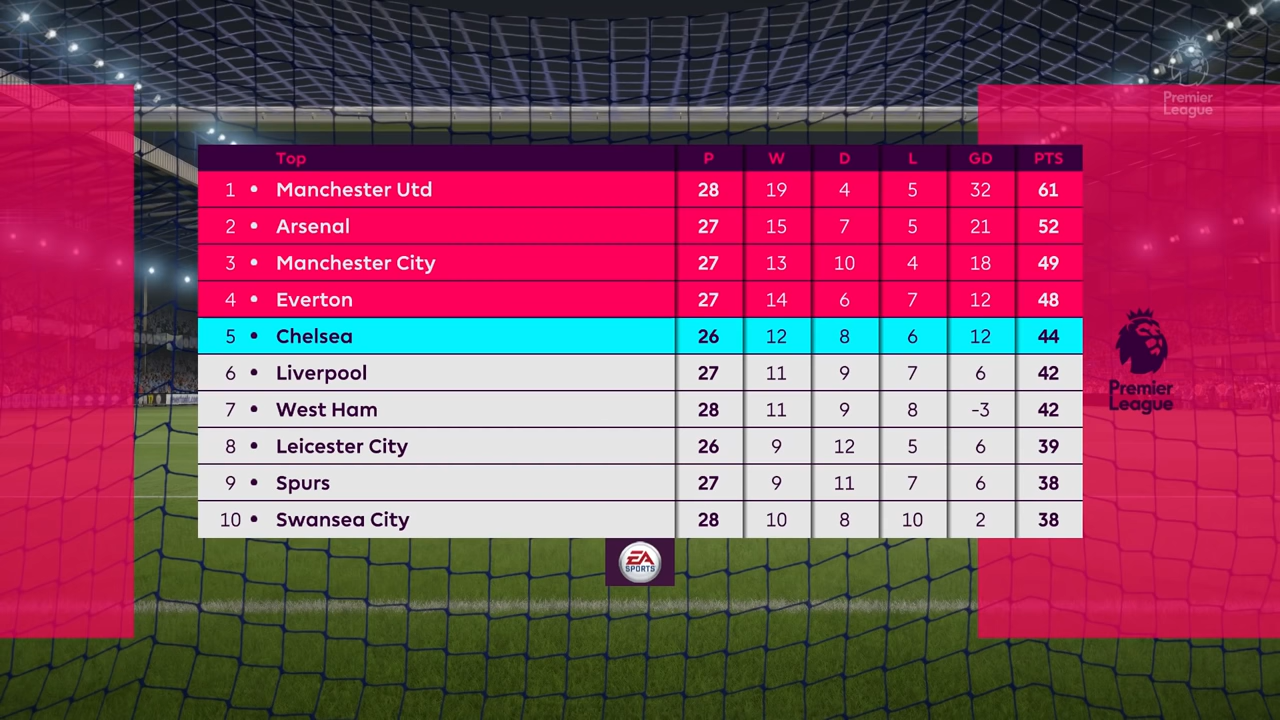 Premier
League
Top P W D L GD PTS
1 • Manchester Utd 28 19 4 5 32 61
2 • Arsenal 27 15 7 5 21 52
3 • Manchester City 27 13 10 4 18 49
4 • Everton 27 14 6 7 12 48
5 • Chelsea 26 12 8 6 12 44
6 • Liverpool 27 11 9 7 6 42
7 • West Ham 28 11 9 8 -3 42
8 • Leicester City 26 9 12 5 6 39
9 • Spurs 27 9 11 7 6 38
10 • Swansea City 28 10 8 10 2 38
Premier
League
EA
SPORTS